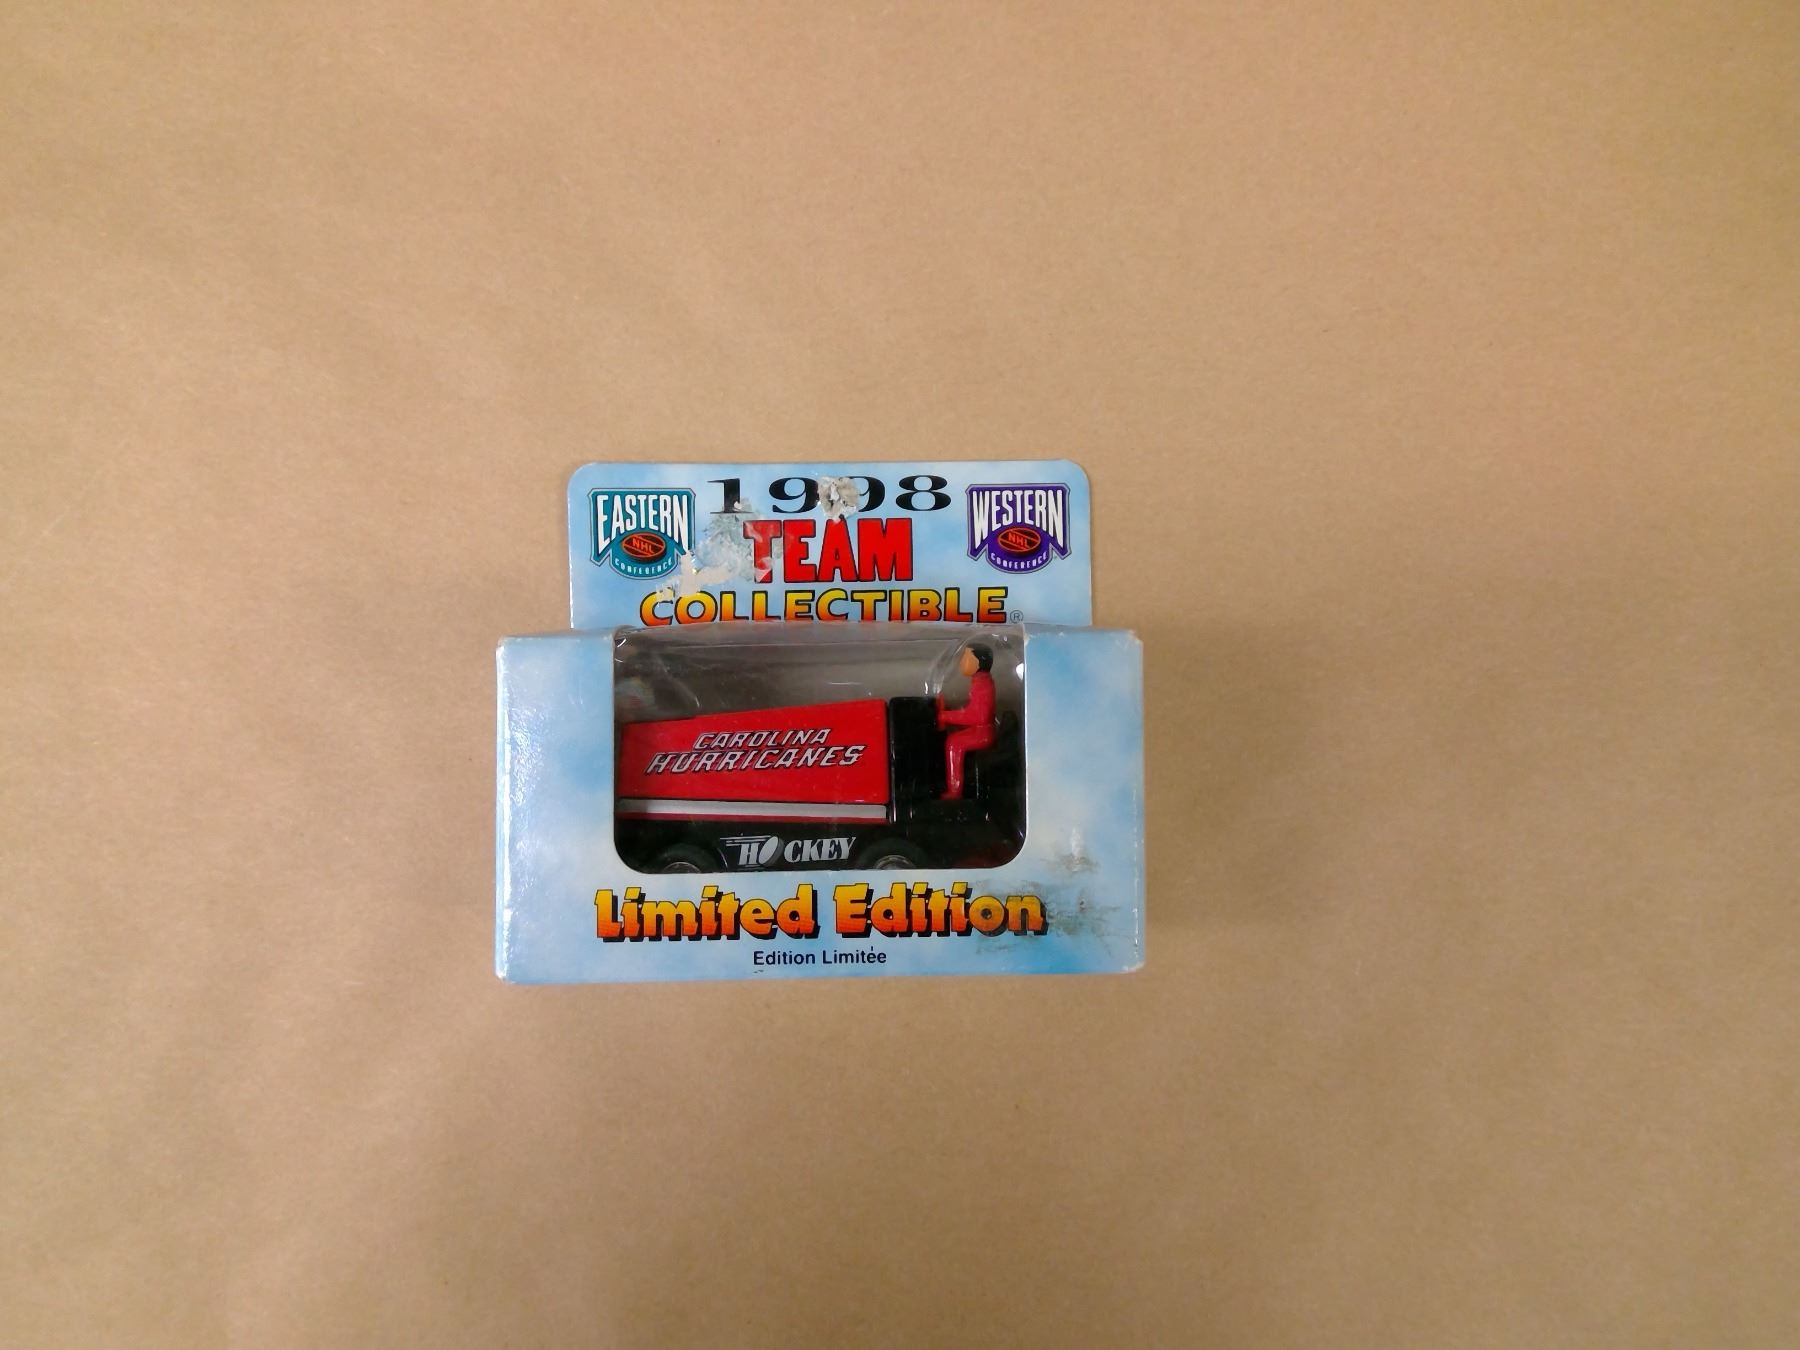 1998
EASTERN
NHL
CONFERENCE
WESTERN
NHL
CONFERENCE
TEAM
COLLECTIBLE®
CAROLINA
HURRICANES
HOCKEY
Limited Edition
Edition Limitée